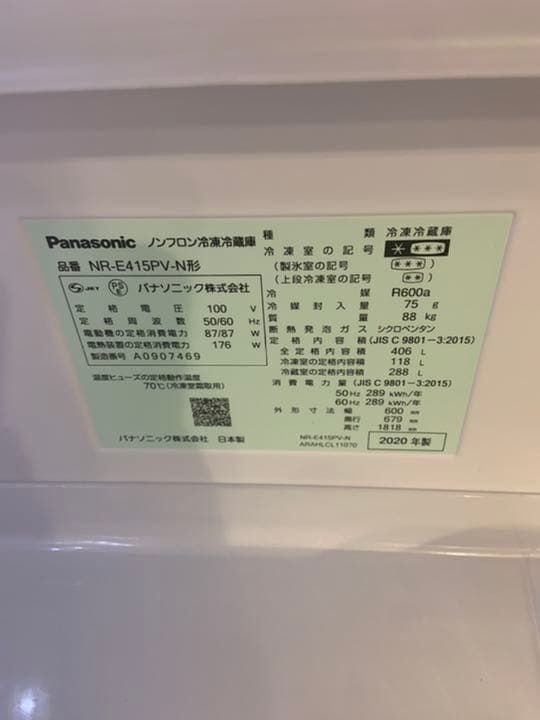 Panasonic ノンフロン冷凍冷蔵庫
品番 NR-E415PV-N形
S JET PS E パナソニック株式会社
定格電圧 100 V
定格周波数 50/60 Hz
電動機の定格消費電力 87/87 W
電熱装置の定格消費電力 176 W
製造番号 A0907469
温度ヒューズの定格動作温度
70℃(冷凍室霜取用)
パナソニック株式会社 日本製
種類 冷凍冷蔵庫
冷凍室の記号 * ***
(製氷室の記号 ***)
(上段冷凍室の記号 **)
冷媒 R600a
冷媒封入量 75 g
質量 88 kg
断熱発泡ガス シクロペンタン
定格内容積 (JIS C 9801-3:2015)
全定格内容積 406 L
冷凍室の定格内容積 118 L
冷蔵室の定格内容積 288 L
消費電力量 (JIS C 9801-3:2015)
50Hz 289 kWh/年
60Hz 289 kWh/年
外形寸法 幅 600 mm
奥行 679 mm
高さ 1818 mm
NR-E415PV-N
ARAHLCL11070
2020年製